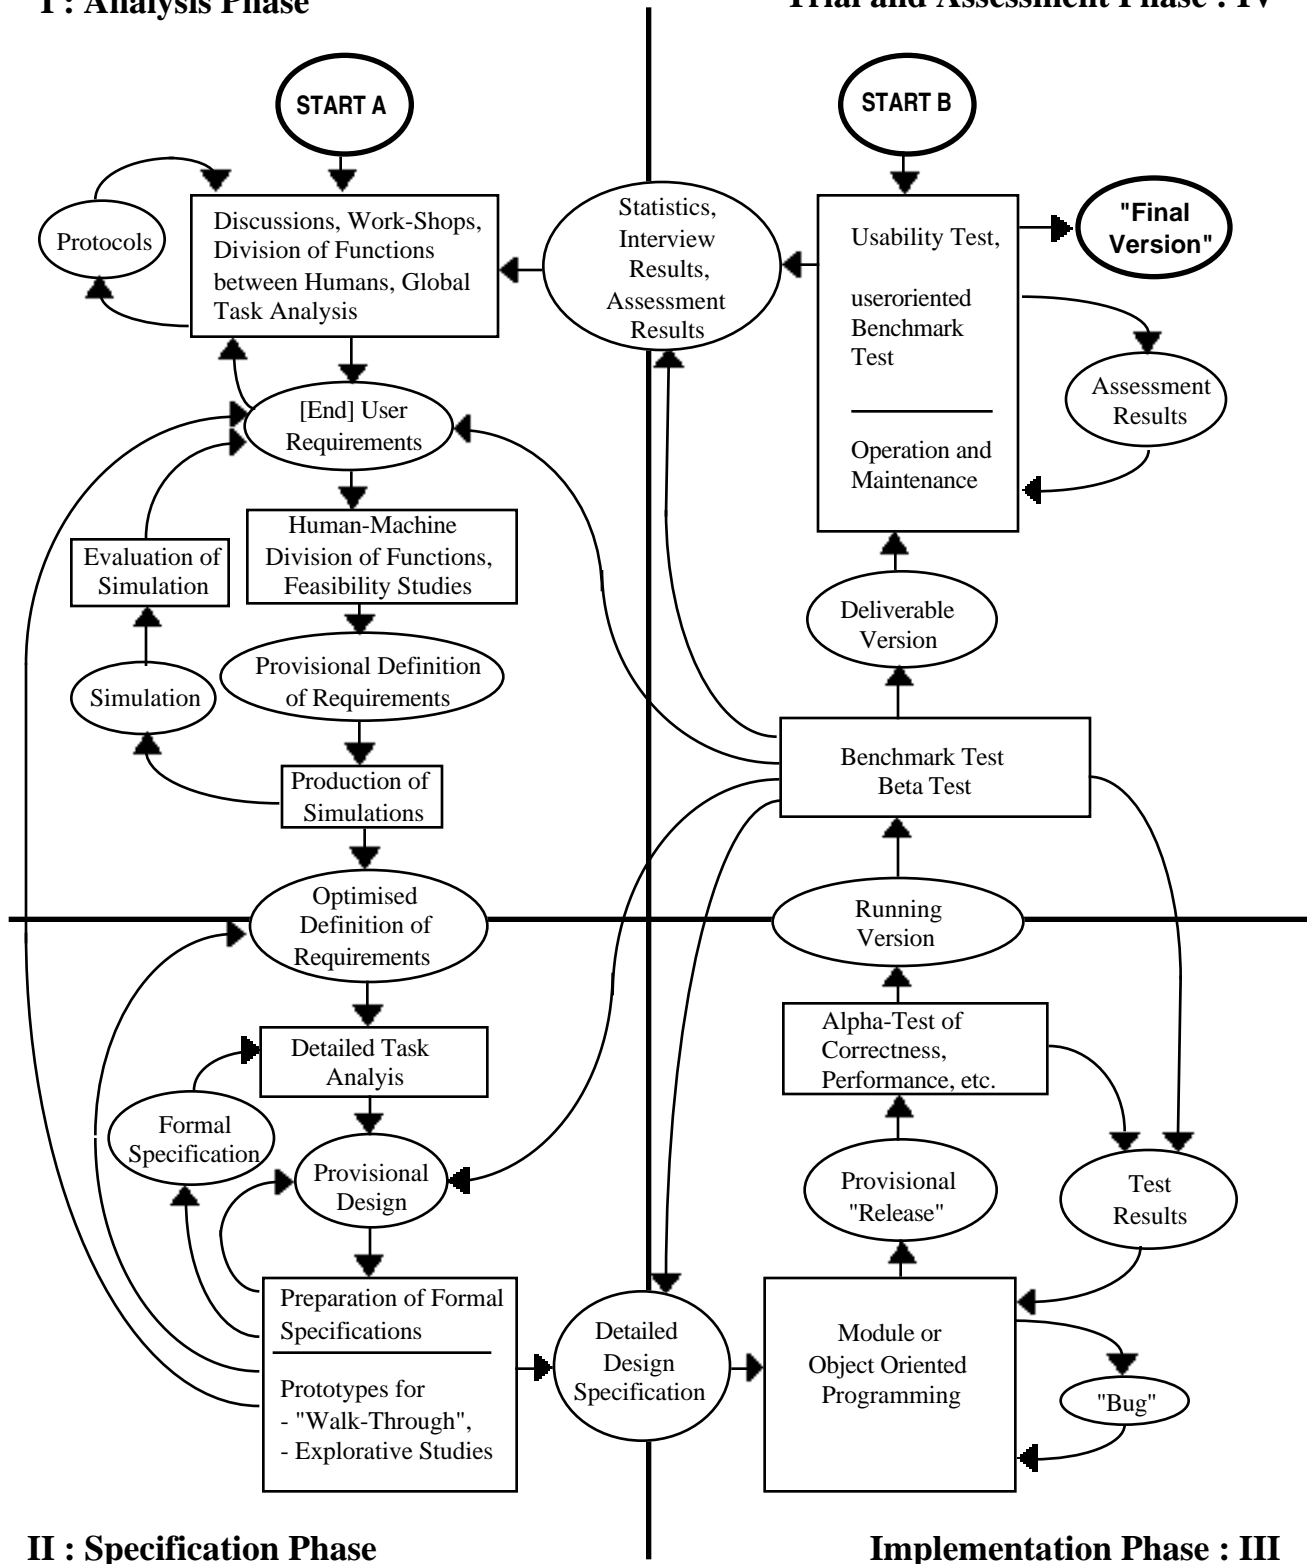 I : Analysis Phase
Trial and Assessment Phase : IV
START A
Protocols
Discussions, Work-Shops,
Division of Functions
between Humans, Global
Task Analysis
[End] User
Requirements
Human-Machine
Division of Functions,
Feasibility Studies
Evaluation of
Simulation
Simulation
Provisional Definition
of Requirements
Production of
Simulations
Optimised
Definition of
Requirements
Statistics,
Interview
Results,
Assessment
Results
START B
Usability Test,
useroriented
Benchmark
Test
Operation and
Maintenance
"Final
Version"
Assessment
Results
Deliverable
Version
Benchmark Test
Beta Test
Running
Version
Detailed Task
Analyis
Formal
Specification
Provisional
Design
Preparation of Formal
Specifications
Prototypes for
- "Walk-Through",
- Explorative Studies
Detailed
Design
Specification
Alpha-Test of
Correctness,
Performance, etc.
Provisional
"Release"
Test
Results
Module or
Object Oriented
Programming
"Bug"
II : Specification Phase
Implementation Phase : III